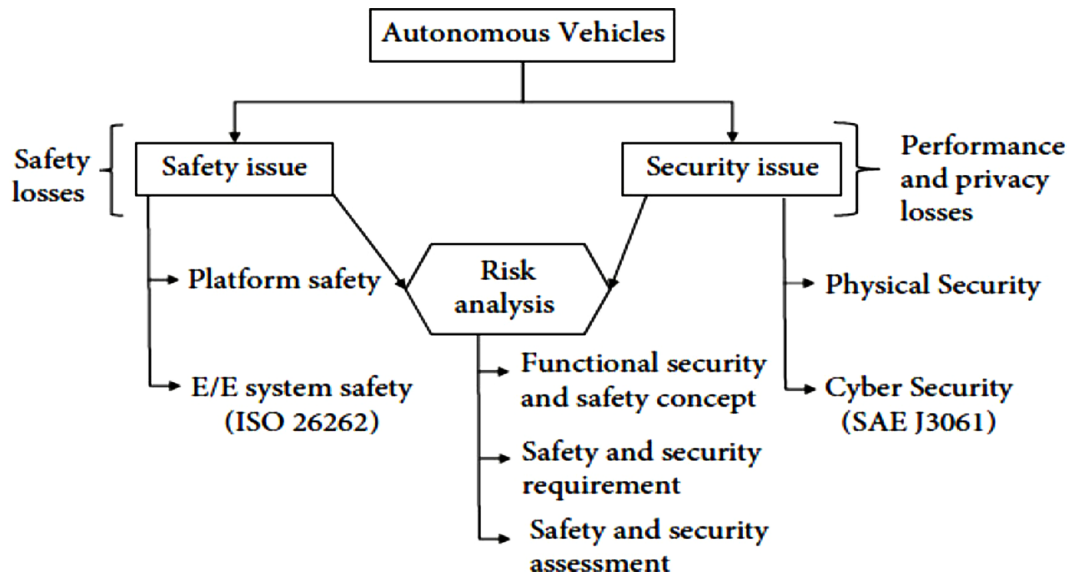 Autonomous Vehicles
Safety
losses
Safety issue
Security issue
Performance
and privacy
losses
Platform safety
E/E system safety
(ISO 26262)
Risk
analysis
Functional security
and safety concept
Safety and security
requirement
Safety and security
assessment
Physical Security
Cyber Security
(SAE J3061)